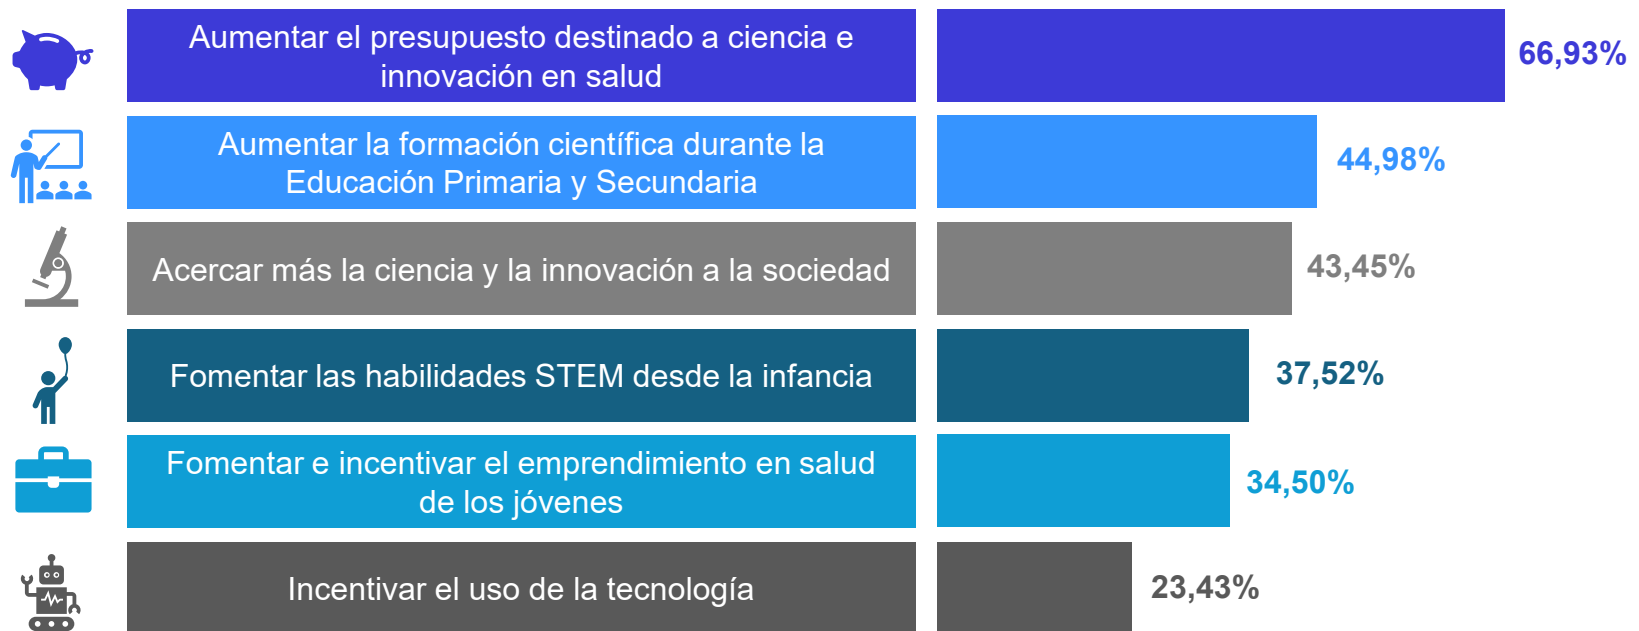 Aumentar el presupuesto destinado a ciencia e
innovación en salud
66,93%
Aumentar la formación científica durante la
Educación Primaria y Secundaria
44,98%
Acercar más la ciencia y la innovación a la sociedad
43,45%
Fomentar las habilidades STEM desde la infancia
37,52%
Fomentar e incentivar el emprendimiento en salud
de los jóvenes
34,50%
Incentivar el uso de la tecnología
23,43%